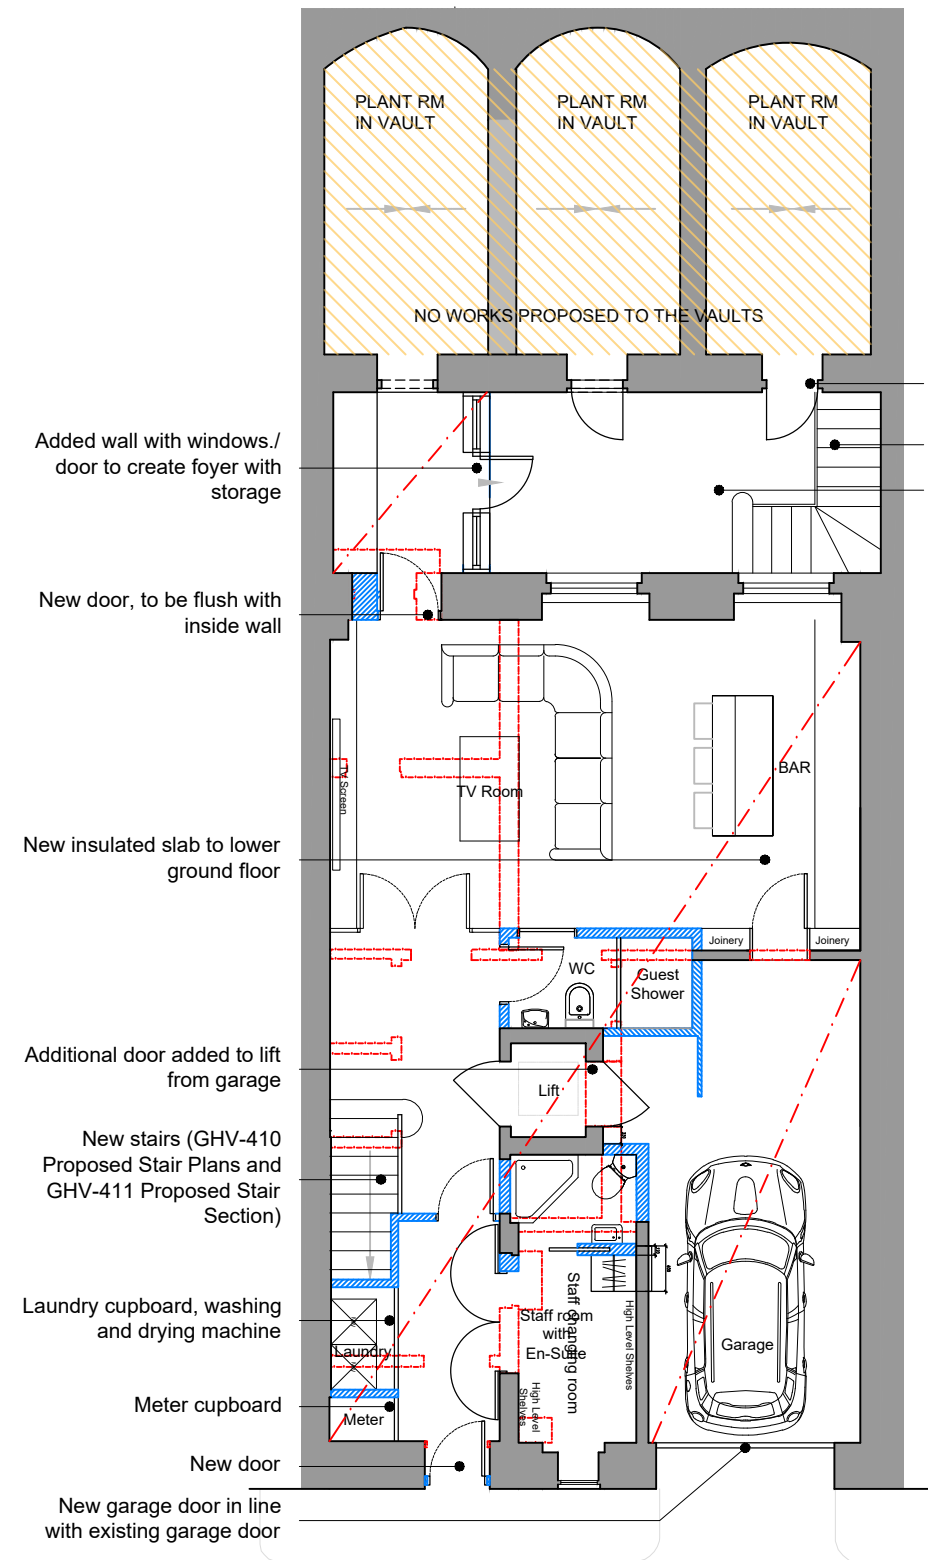 PLANT RM
IN VAULT
PLANT RM
IN VAULT
PLANT RM
IN VAULT
NO WORKS PROPOSED TO THE VAULTS
Added wall with windows./
door to create foyer with
storage
New door, to be flush with
inside wall
TV Screen
TV Room
BAR
New insulated slab to lower
ground floor
Joinery
Joinery
WC
Guest
Shower
Additional door added to lift
from garage
Lift
New stairs (GHV-410
Proposed Stair Plans and
GHV-411 Proposed Stair
Section)
Laundry cupboard, washing
and drying machine
Laundry
Staff room
with
En-Suite
Staff changing room
High Level Shelves
High Level
Shelves
Garage
Meter cupboard
Meter
New door
New garage door in line
with existing garage door